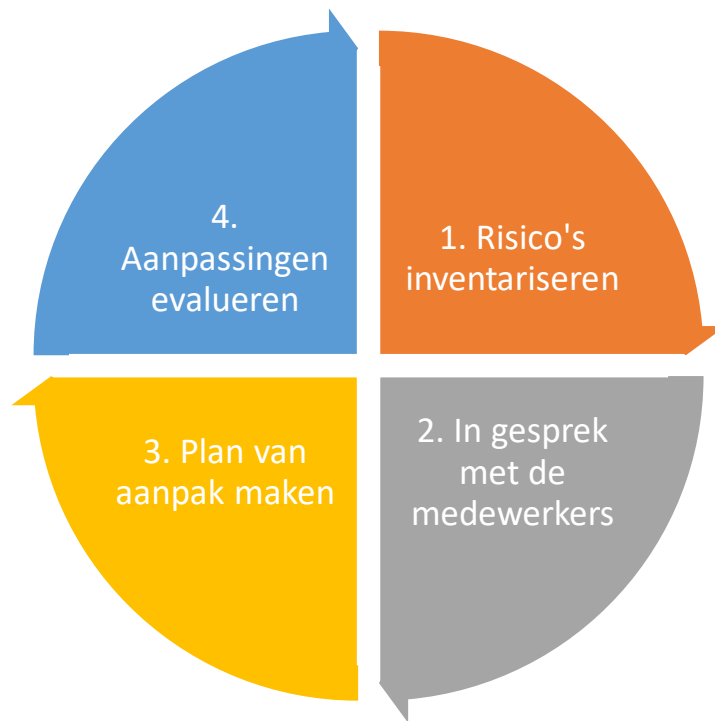 1. Risico's
inventariseren
2. In gesprek
met de
medewerkers
3. Plan van
aanpak maken
4.
Aanpassingen
evalueren